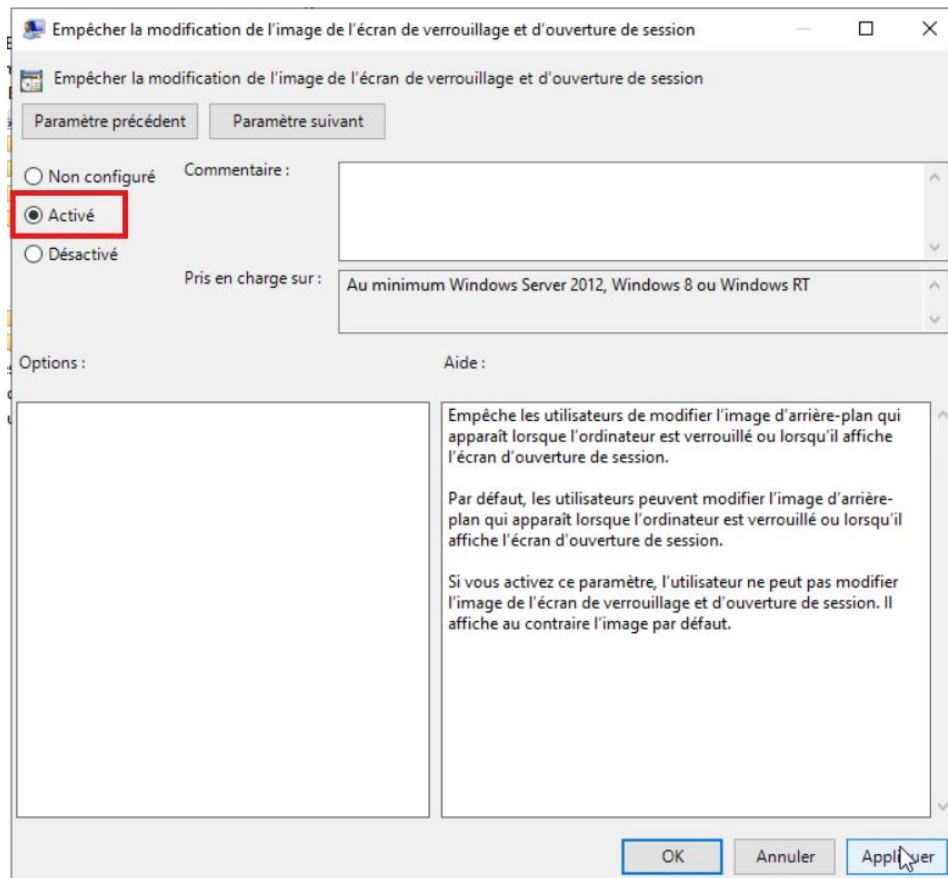 Empêcher la modification de l'image de l'écran de verrouillage et d'ouverture de session
Empêcher la modification de l'image de l'écran de verrouillage et d'ouverture de session
Paramètre précédent
Paramètre suivant
Non configuré
Commentaire :
Activé
Désactivé
Pris en charge sur :
Au minimum Windows Server 2012, Windows 8 ou Windows RT
Options :
Aide :
Empêche les utilisateurs de modifier l'image d'arrière-plan qui
apparaît lorsque l'ordinateur est verrouillé ou lorsqu'il affiche
l'écran d'ouverture de session.
Par défaut, les utilisateurs peuvent modifier l'image d'arrière-
plan qui apparaît lorsque l'ordinateur est verrouillé ou lorsqu'il
affiche l'écran d'ouverture de session.
Si vous activez ce paramètre, l'utilisateur ne peut pas modifier
l'image de l'écran de verrouillage et d'ouverture de session. Il
affiche au contraire l'image par défaut.
OK
Annuler
Appliquer